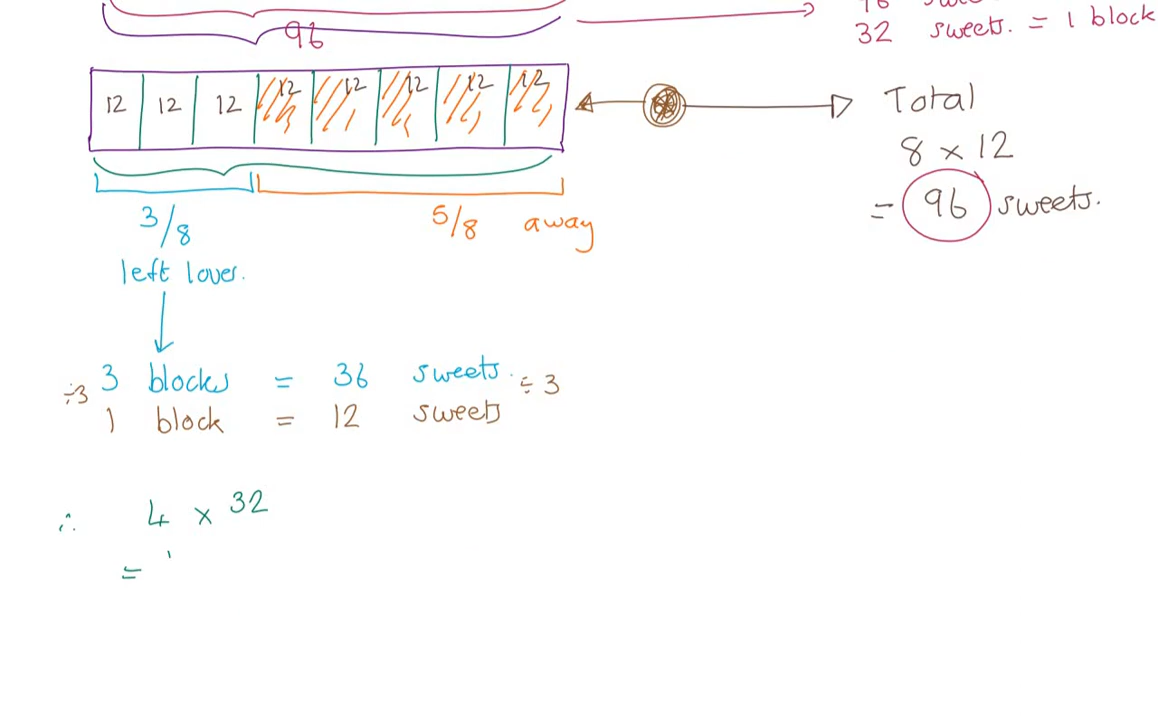 96
32 sweets. = 1 block
12 12 12 12 12 12 12 12
Total
8 × 12
= 96 sweets.
3/8
left lover.
5/8 away
÷3 3 blocks = 36 sweets. ÷3
1 block = 12 sweets
∴ 4 × 32
=